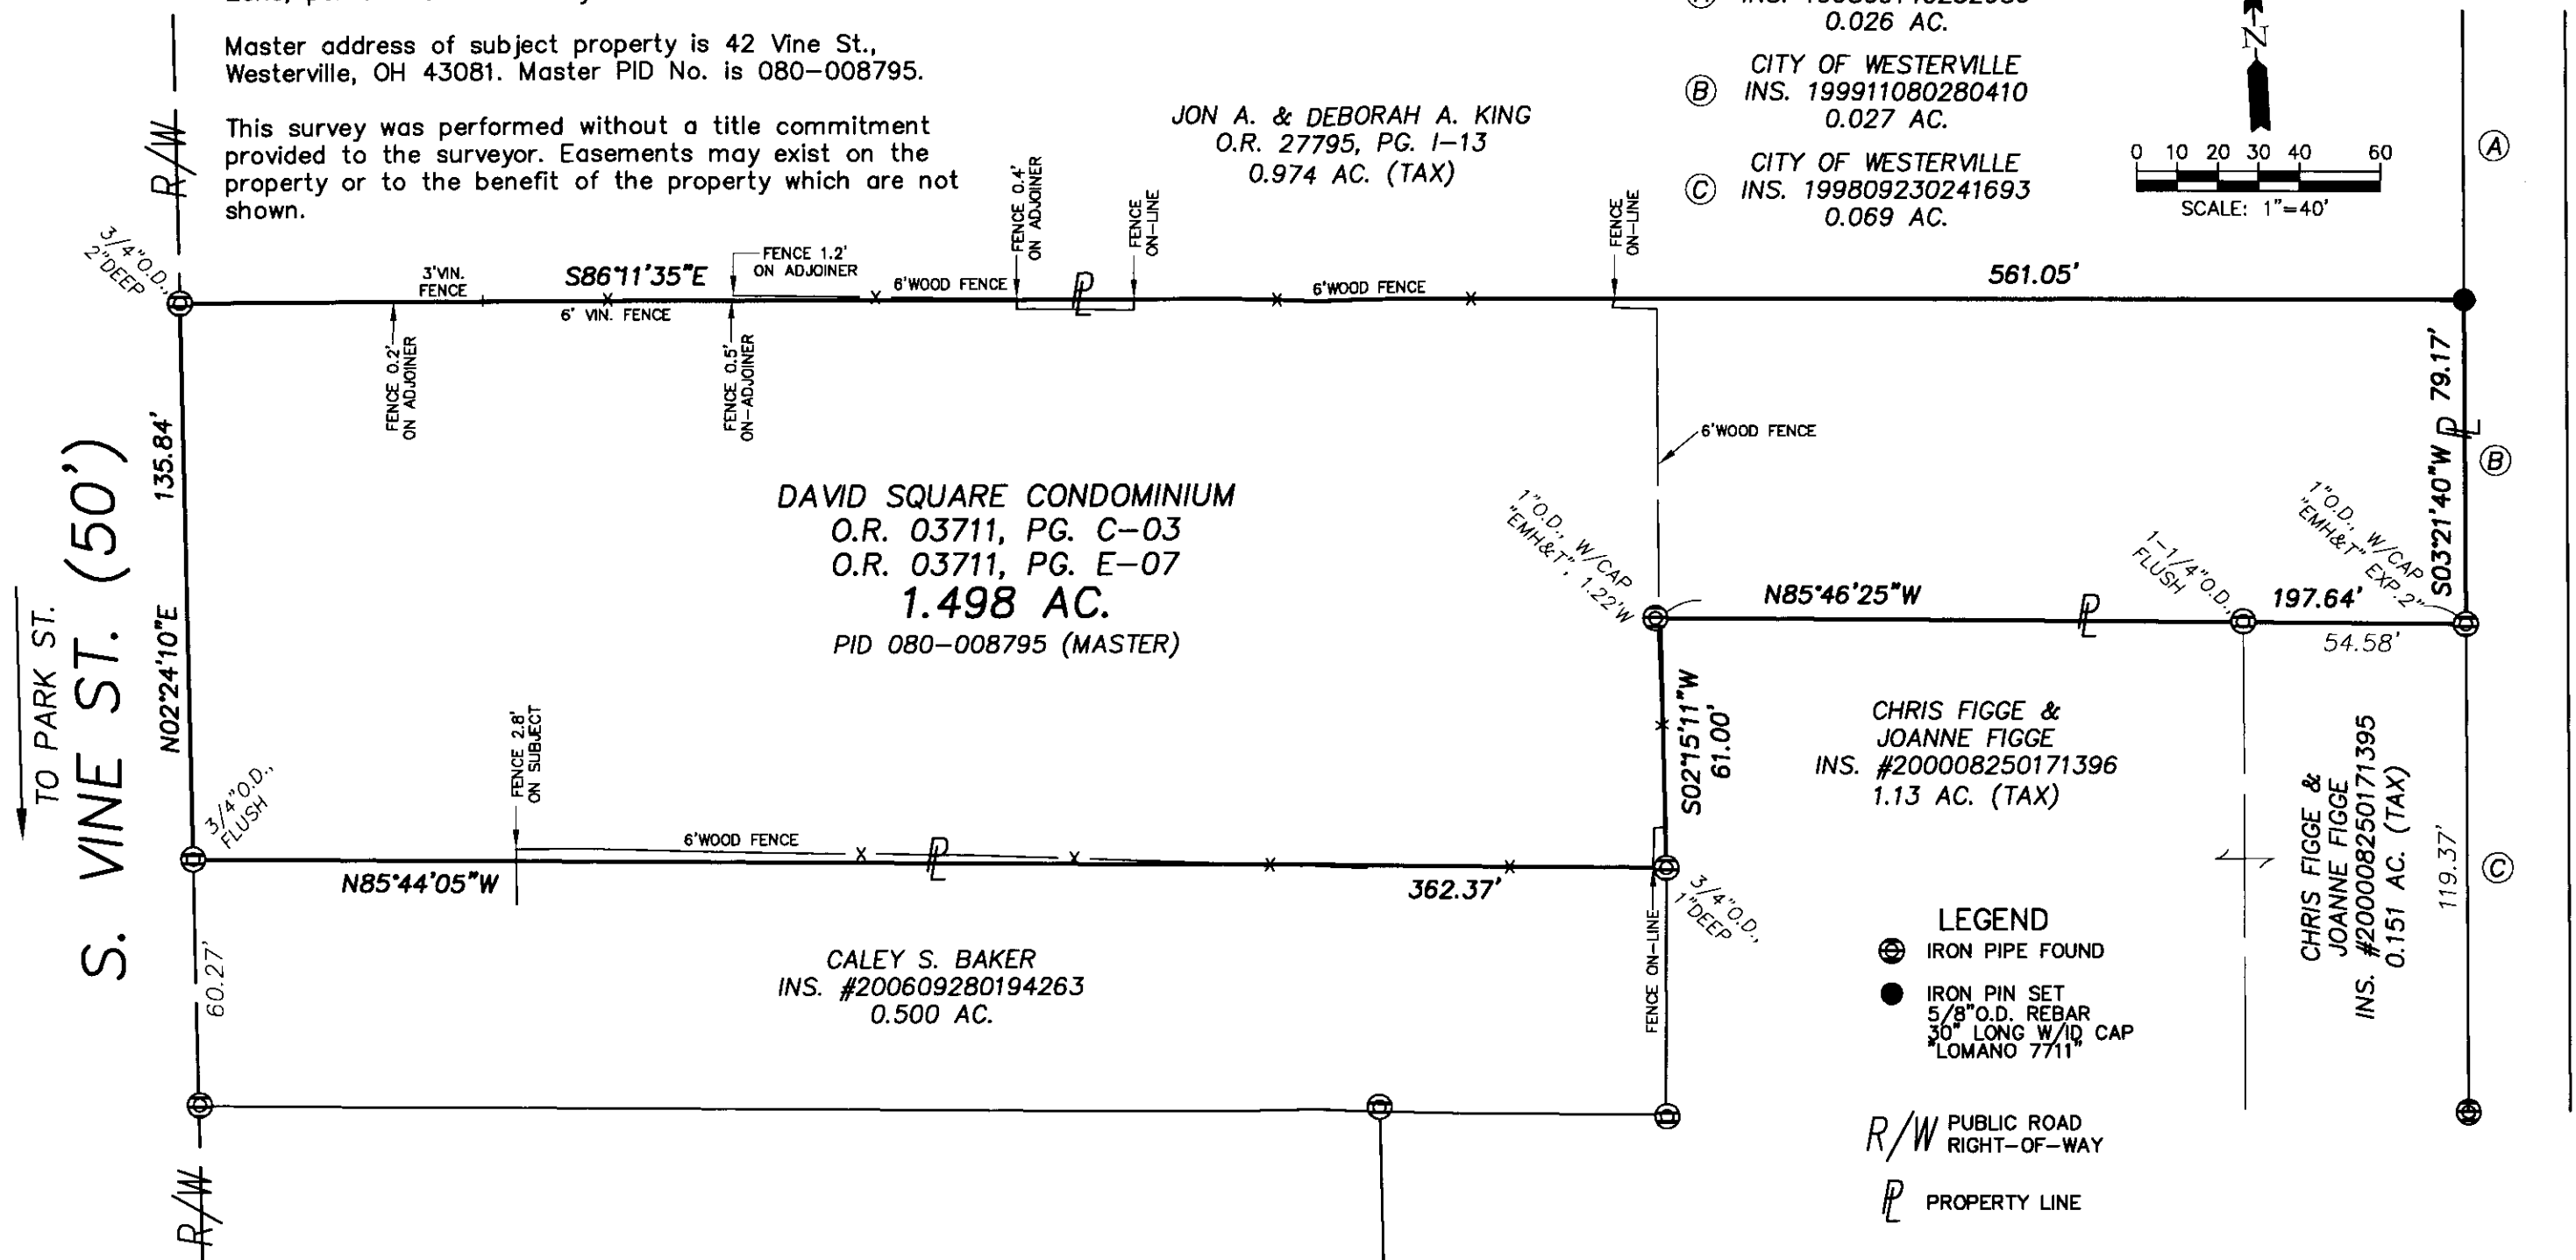 Master address of subject property is 42 Vine St.,
Westerville, OH 43081. Master PID No. is 080-008795.
This survey was performed without a title commitment
provided to the surveyor. Easements may exist on the
property or to the benefit of the property which are not
shown.
JON A. & DEBORAH A. KING
O.R. 27795, PG. I-13
0.974 AC. (TAX)
0.026 AC.
CITY OF WESTERVILLE
B INS. 199911080280410
0.027 AC.
CITY OF WESTERVILLE
C INS. 199809230241693
0.069 AC.
N
0 10 20 30 40 60
SCALE: 1"=40'
A
R/W
3/4"O.D.,
2"DEEP
3'VIN.
FENCE
S86°11'35"E
6' VIN. FENCE
FENCE 1.2'
ON ADJOINER
6'WOOD FENCE
FENCE 0.4'
ON ADJOINER
PL
FENCE
ON-LINE
6'WOOD FENCE
FENCE
ON-LINE
561.05'
FENCE 0.2'
ON ADJOINER
FENCE 0.5'
ON-ADJOINER
6'WOOD FENCE
S03°21'40"W 79.17'
PL
B
135.84'
N02°24'10"E
S. VINE ST. (50')
TO PARK ST.
DAVID SQUARE CONDOMINIUM
O.R. 03711, PG. C-03
O.R. 03711, PG. E-07
1.498 AC.
PID 080-008795 (MASTER)
1"O.D., W/CAP
"EMH&T", 1.22'W
N85°46'25"W
PL
1-1/4"O.D.,
FLUSH
1"O.D., W/CAP
"EMH&T" EXP.2"
197.64'
54.58'
S02°15'11"W
61.00'
CHRIS FIGGE &
JOANNE FIGGE
INS. #200008250171396
1.13 AC. (TAX)
CHRIS FIGGE &
JOANNE FIGGE
INS. #200008250171395
0.151 AC. (TAX)
119.37'
C
3/4"O.D.,
FLUSH
FENCE 2.8'
ON SUBJECT
6'WOOD FENCE
PL
N85°44'05"W
362.37'
3/4"O.D.,
1"DEEP
FENCE ON-LINE
60.27'
CALEY S. BAKER
INS. #200609280194263
0.500 AC.
R/W
LEGEND
IRON PIPE FOUND
IRON PIN SET
5/8"O.D. REBAR
30" LONG W/ID CAP
"LOMANO 7711"
R/W PUBLIC ROAD
RIGHT-OF-WAY
PL PROPERTY LINE